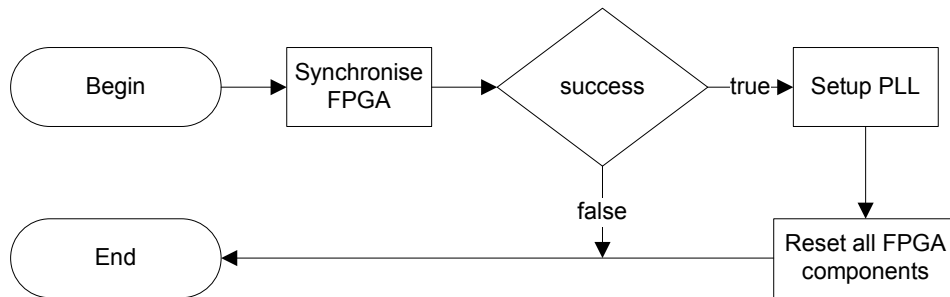 Begin
Synchronise
FPGA
success
true
Setup PLL
false
End
Reset all FPGA
components